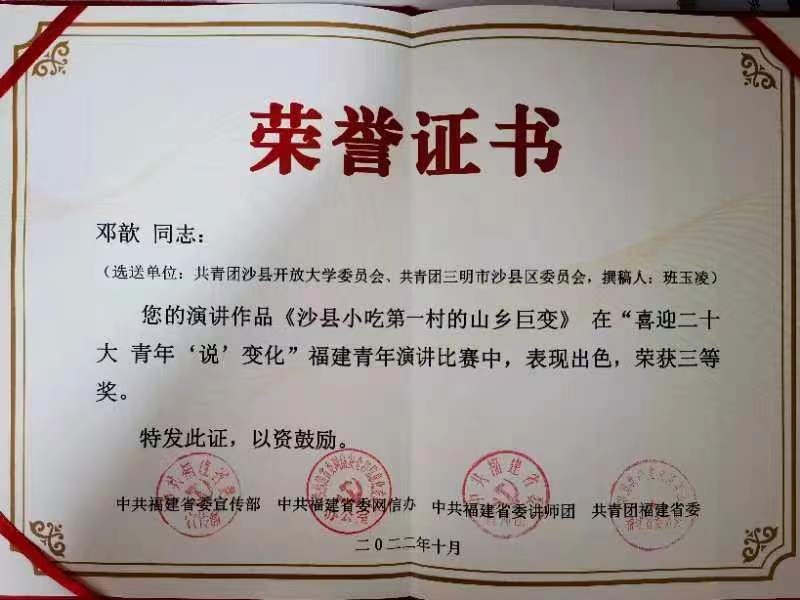 荣誉证书
邓歆 同志：
（选送单位：共青团沙县开放大学委员会、共青团三明市沙县区委员会，撰稿人：班玉凌）
您的演讲作品《沙县小吃第一村的山乡巨变》 在“喜迎二十
大 青年‘说’变化”福建青年演讲比赛中，表现出色，荣获三等
奖。
特发此证，以资鼓励。
中共福建省委宣传部 中共福建省委网信办 中共福建省委讲师团 共青团福建省委
二〇二二年十月